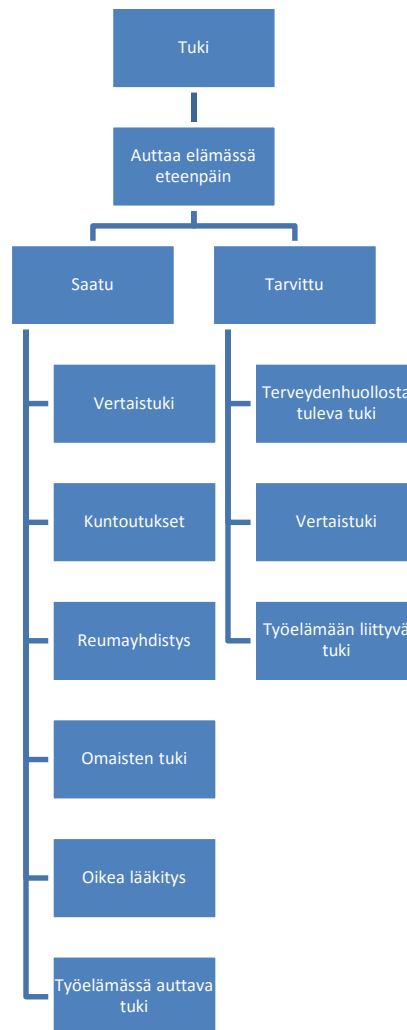 Tuki
Auttaa elämässä
eteenpäin
Saatu
Tarvittu
Vertaistuki
Terveydenhuollosta
tuleva tuki
Kuntoutukset
Vertaistuki
Reumayhdistys
Työelämään liittyvä
tuki
Omaisten tuki
Oikea lääkitys
Työelämässä auttava
tuki